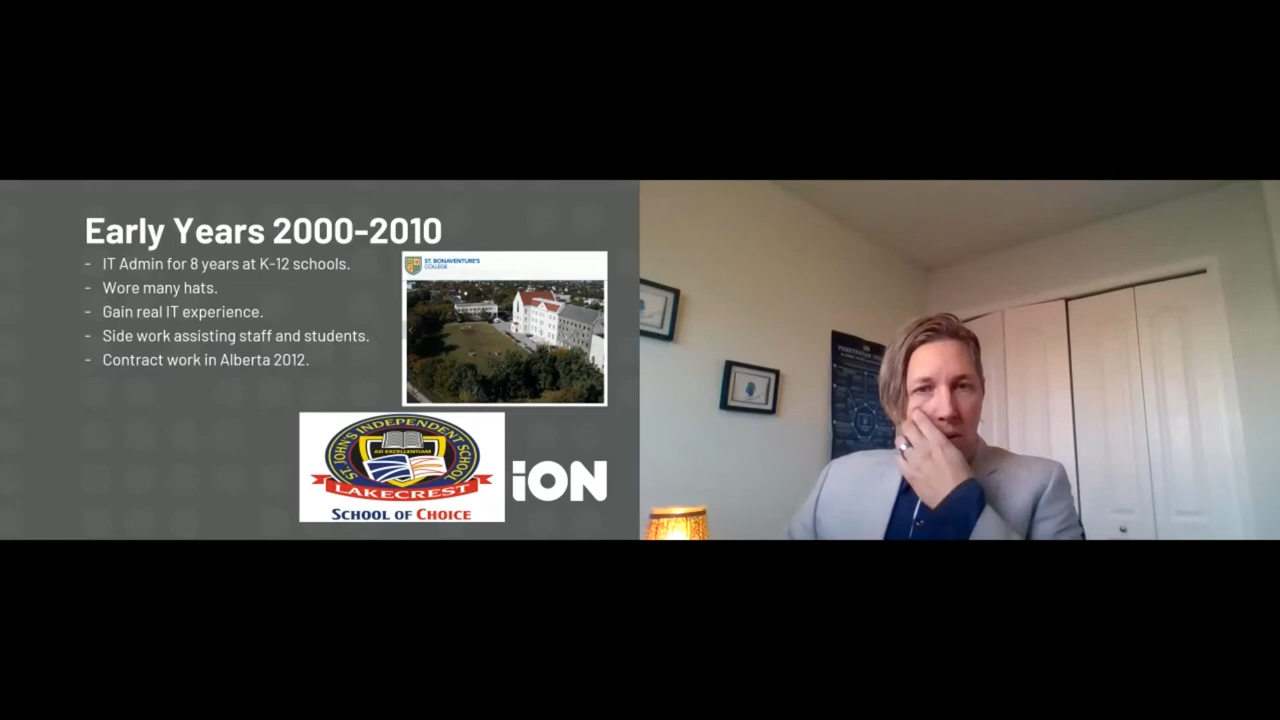 Early Years 2000-2010
- IT Admin for 8 years at K-12 schools.
- Wore many hats.
- Gain real IT experience.
- Side work assisting staff and students.
- Contract work in Alberta 2012.
ST. BONAVENTURE'S
COLLEGE
ST. JOHN'S INDEPENDENT SCHOOL
AD EXCELLENTIAM
LAKECREST
SCHOOL OF CHOICE
iON